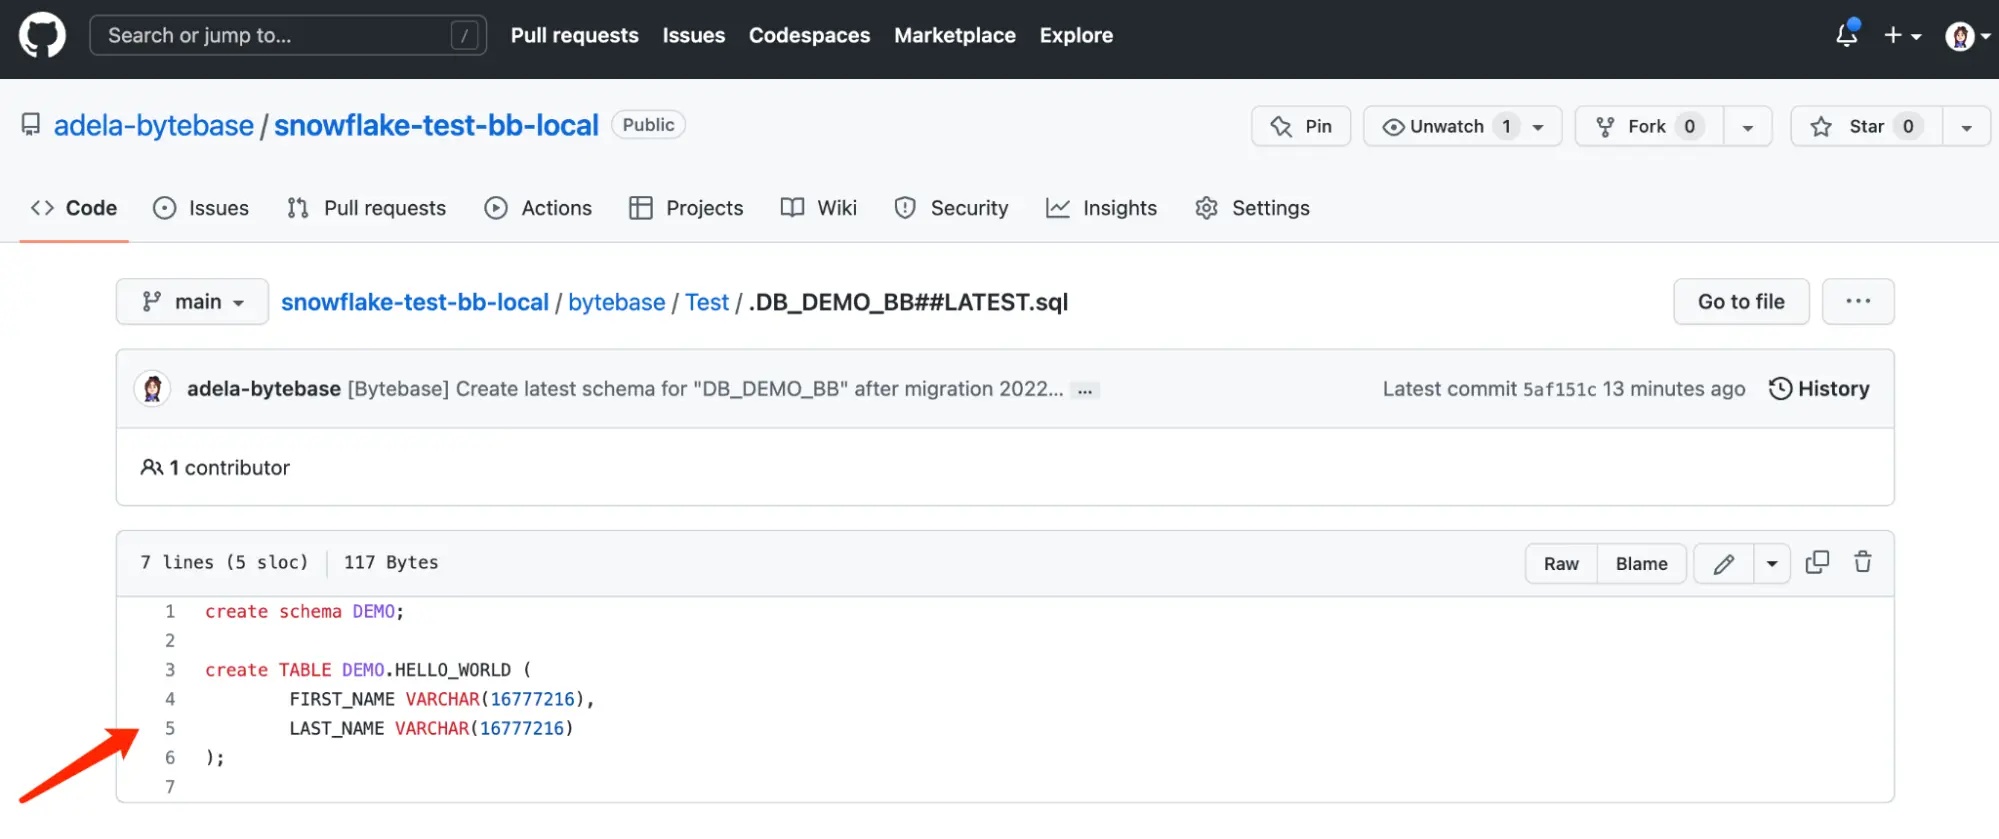 Search or jump to... /
Pull requests Issues Codespaces Marketplace Explore
adela-bytebase / snowflake-test-bb-local Public
Pin Unwatch 1 Fork 0 Star 0
Code Issues Pull requests Actions Projects Wiki Security Insights Settings
main snowflake-test-bb-local / bytebase / Test / .DB_DEMO_BB##LATEST.sql Go to file ...
adela-bytebase [Bytebase] Create latest schema for "DB_DEMO_BB" after migration 2022... ... Latest commit 5af151c 13 minutes ago History
1 contributor
7 lines (5 sloc) 117 Bytes Raw Blame
1 create schema DEMO;
2
3 create TABLE DEMO.HELLO_WORLD (
4 FIRST_NAME VARCHAR(16777216),
5 LAST_NAME VARCHAR(16777216)
6 );
7